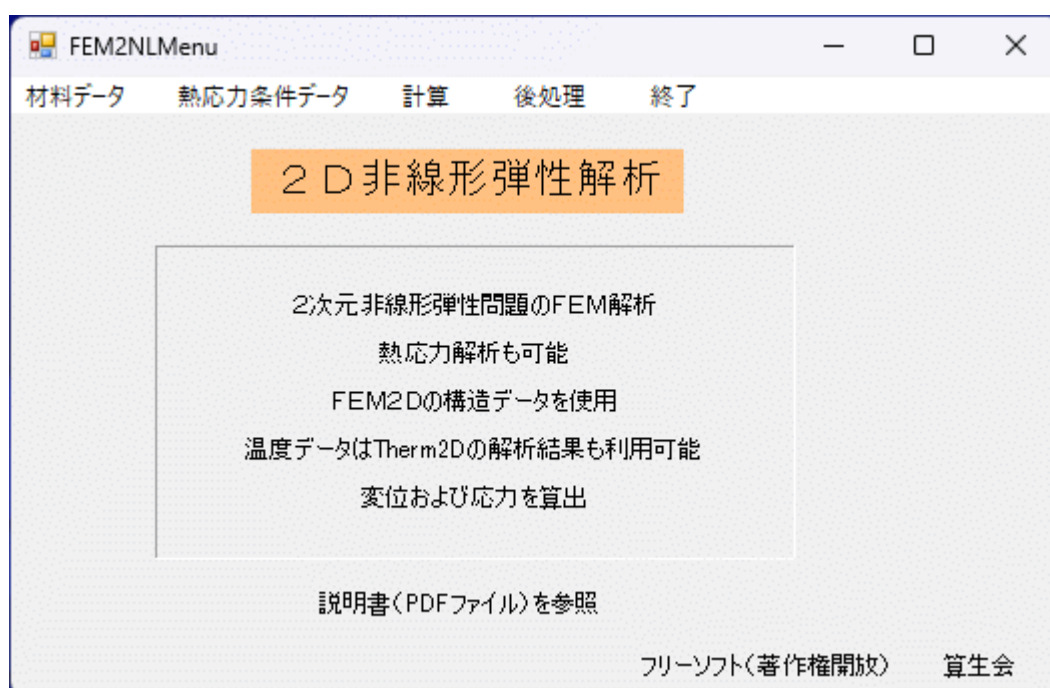 FEM2NLMenu
材料データ　熱応力条件データ　計算　後処理　終了
２Ｄ非線形弾性解析
2次元非線形弾性問題のFEM解析
熱応力解析も可能
FEM2Dの構造データを使用
温度データはTherm2Dの解析結果も利用可能
変位および応力を算出
説明書（PDFファイル）を参照
フリーソフト（著作権開放）　算生会